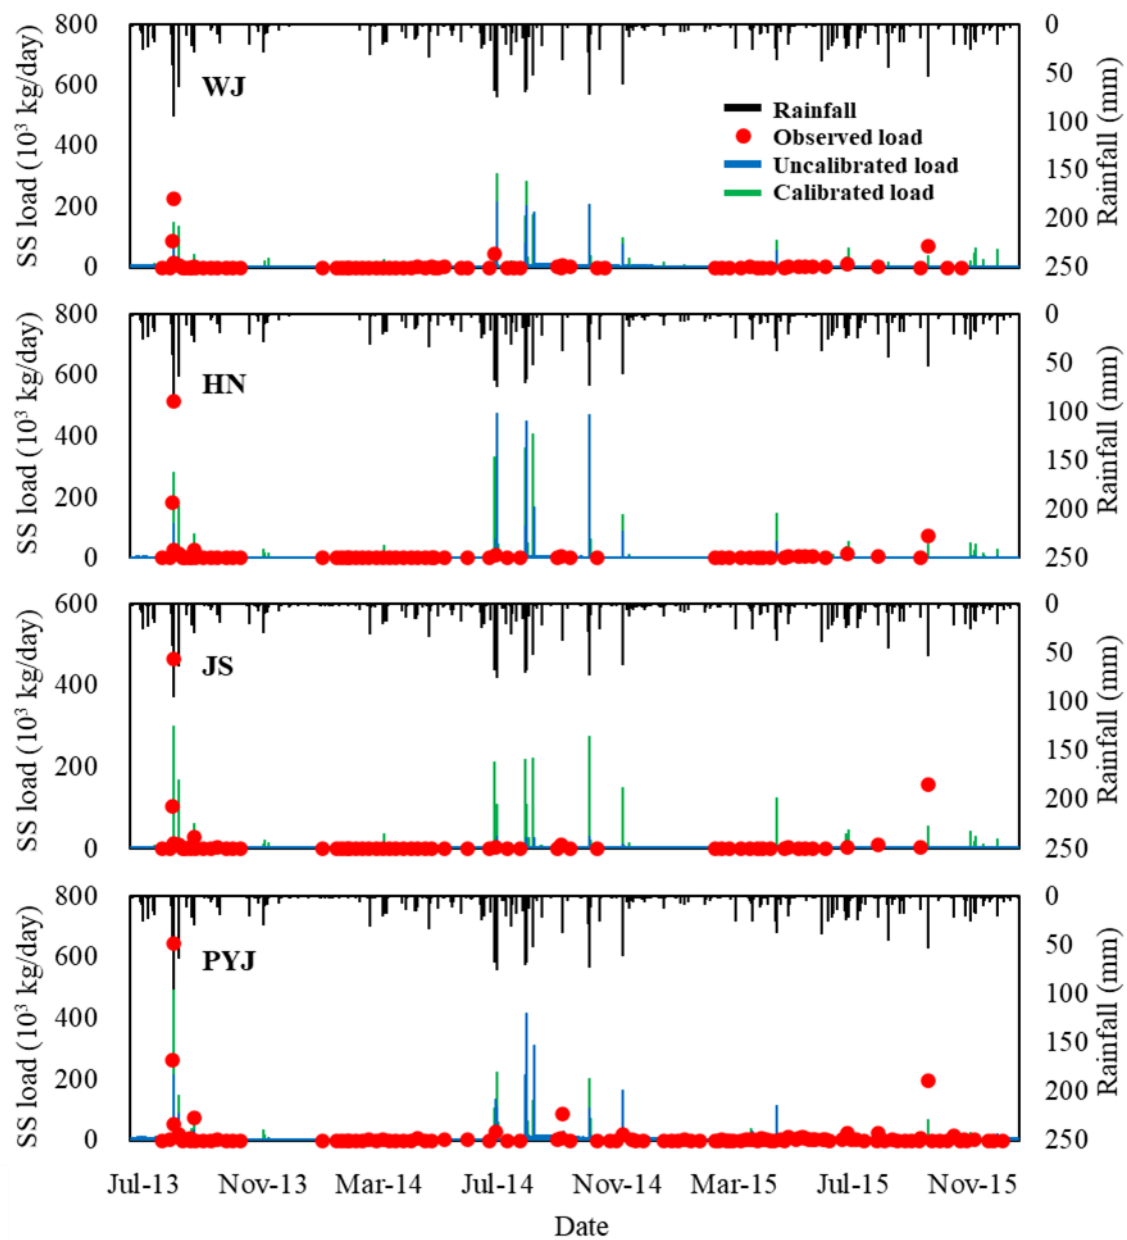 SS load (10³ kg/day)
800
600
400
200
0
WJ
Rainfall
Observed load
Uncalibrated load
Calibrated load
0
50
100
150
200
250
Rainfall (mm)
SS load (10³ kg/day)
800
600
400
200
0
HN
0
50
100
150
200
250
Rainfall (mm)
SS load (10³ kg/day)
600
400
200
0
JS
0
50
100
150
200
250
Rainfall (mm)
SS load (10³ kg/day)
800
600
400
200
0
PYJ
0
50
100
150
200
250
Rainfall (mm)
Jul-13 Nov-13 Mar-14 Jul-14 Nov-14 Mar-15 Jul-15 Nov-15
Date